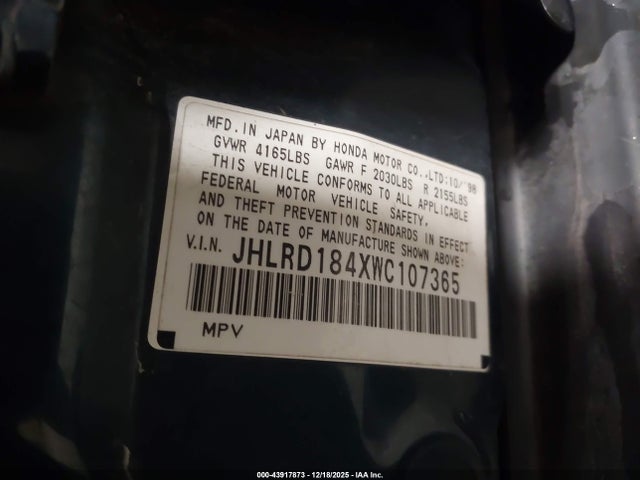 MFD. IN JAPAN BY HONDA MOTOR CO., LTD: 10/'98
GVWR 4165LBS GAWR F 2030LBS R 2155LBS
THIS VEHICLE CONFORMS TO ALL APPLICABLE
FEDERAL MOTOR VEHICLE SAFETY,
AND THEFT PREVENTION STANDARDS IN EFFECT
ON THE DATE OF MANUFACTURE SHOWN ABOVE:
V.I.N. JHLRD184XWC107365
MPV
000-43917873 - 12/18/2025 - IAA Inc.